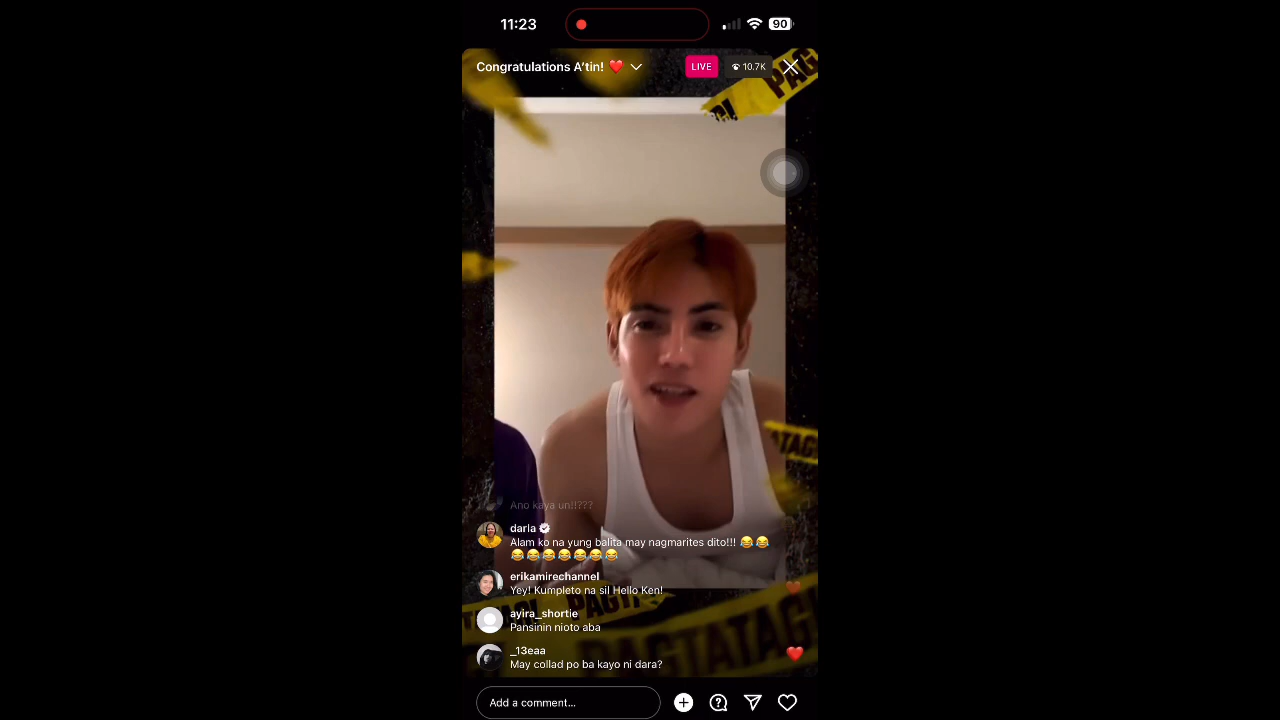 11:23
90
Congratulations A'tin! ❤️
LIVE
10.7K
PAG
Ano kaya un!!???
darla
Alam ko na yung balita may nagmarites dito!!! 😂😂
😂😂😂😂😂😂😂
erikamirechannel
Yey! Kumpleto na sil Hello Ken!
ayira_shortie
Pansinin nioto aba
_13eaa
May collad po ba kayo ni dara?
PAGTATAG
Add a comment...